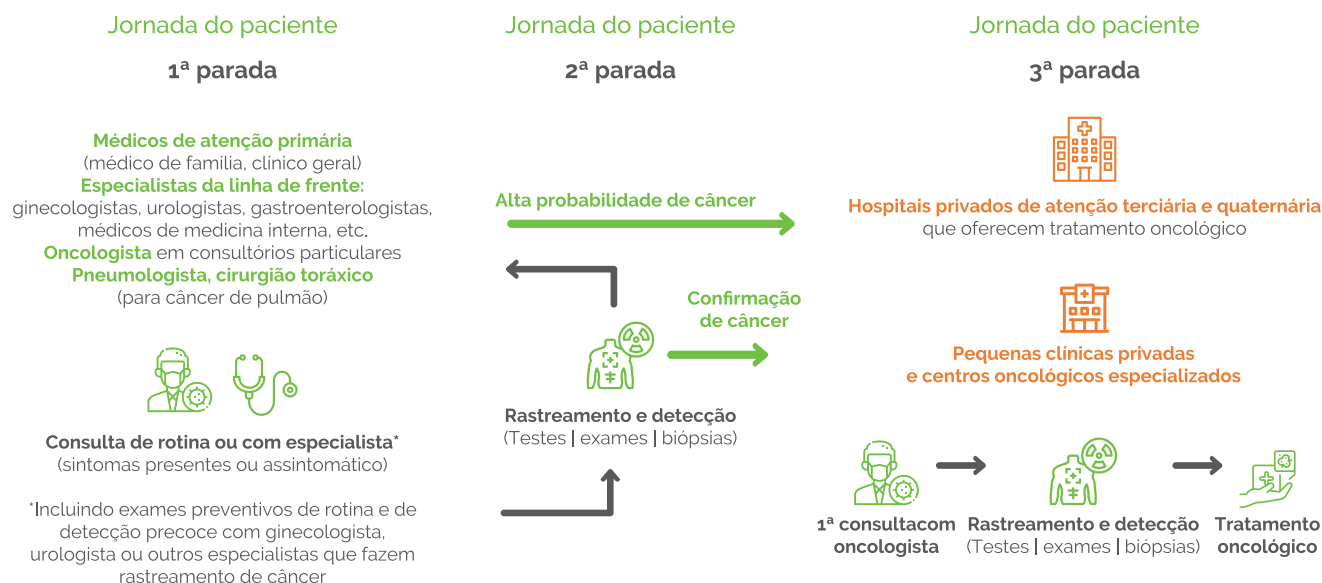 Jornada do paciente
1ª parada
Médicos de atenção primária
(médico de família, clínico geral)
Especialistas da linha de frente:
ginecologistas, urologistas, gastroenterologistas,
médicos de medicina interna, etc.
Oncologista em consultórios particulares
Pneumologista, cirurgião toráxico
(para câncer de pulmão)
Consulta de rotina ou com especialista*
(sintomas presentes ou assintomático)
*Incluindo exames preventivos de rotina e de
detecção precoce com ginecologista,
urologista ou outros especialistas que fazem
rastreamento de câncer
Jornada do paciente
2ª parada
Alta probabilidade de câncer
Confirmação
de câncer
Rastreamento e detecção
(Testes | exames | biópsias)
Jornada do paciente
3ª parada
Hospitais privados de atenção terciária e quaternária
que oferecem tratamento oncológico
Pequenas clínicas privadas
e centros oncológicos especializados
1ª consultacom
oncologista
Rastreamento e detecção
(Testes | exames | biópsias)
Tratamento
oncológico